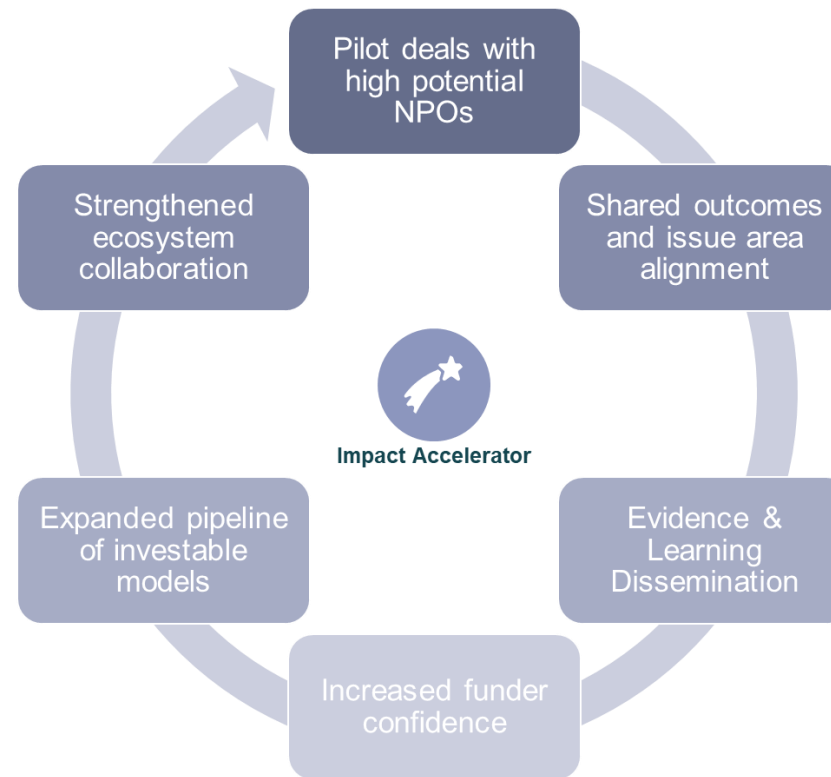 Pilot deals with
high potential
NPOs
Shared outcomes
and issue area
alignment
Evidence &
Learning
Dissemination
Increased funder
confidence
Expanded pipeline
of investable
models
Strengthened
ecosystem
collaboration
Impact Accelerator